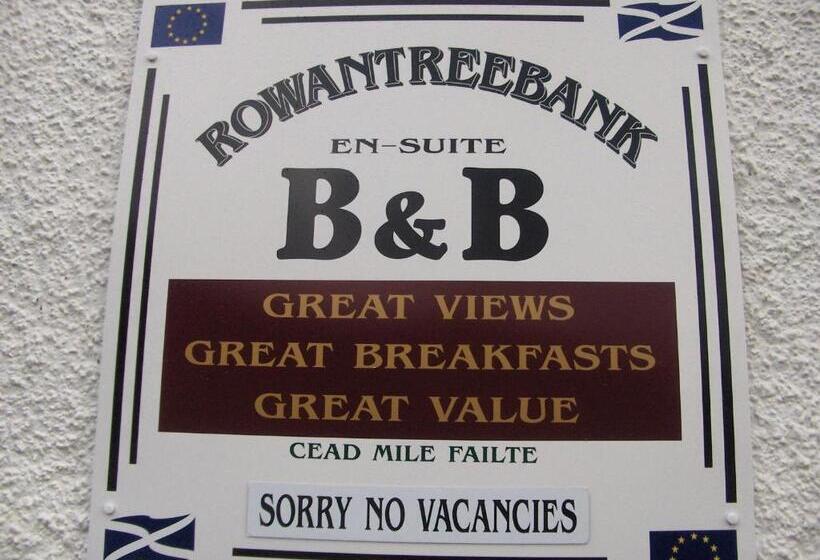 ROWANTREEBANK
EN-SUITE
B & B
GREAT VIEWS
GREAT BREAKFASTS
GREAT VALUE
CEAD MILE FAILTE
SORRY NO VACANCIES